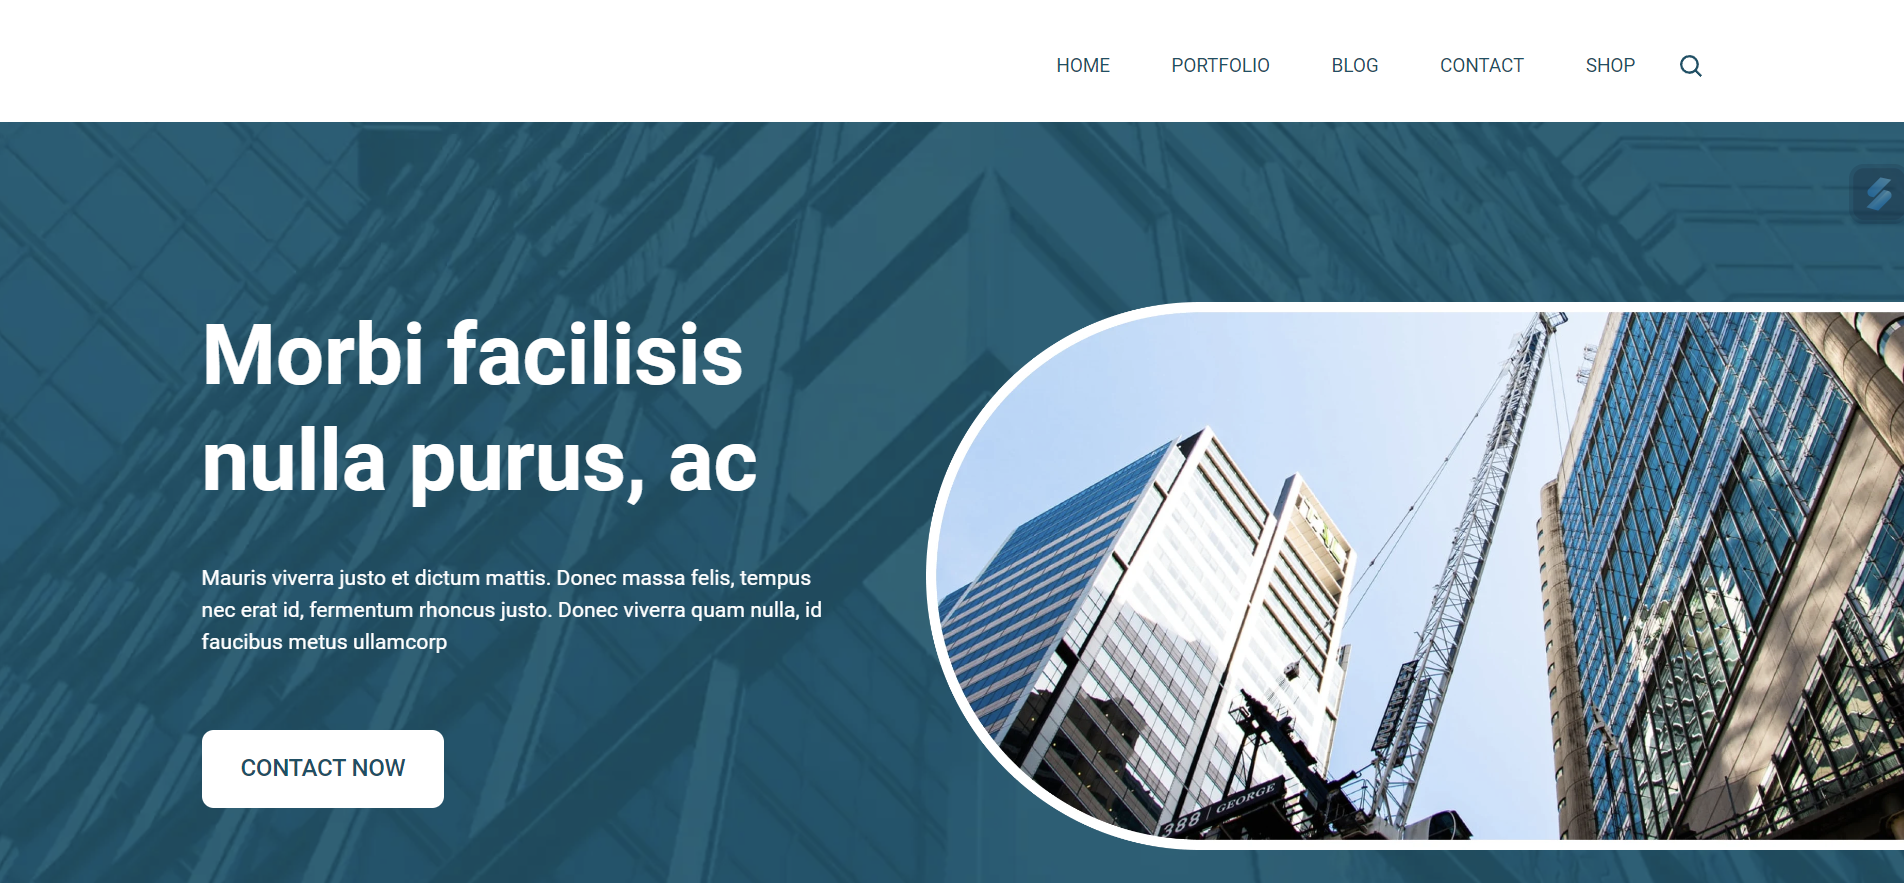 HOME PORTFOLIO BLOG CONTACT SHOP
Morbi facilisis
nulla purus, ac
Mauris viverra justo et dictum mattis. Donec massa felis, tempus
nec erat id, fermentum rhoncus justo. Donec viverra quam nulla, id
faucibus metus ullamcorp
CONTACT NOW
388 | GEORGE